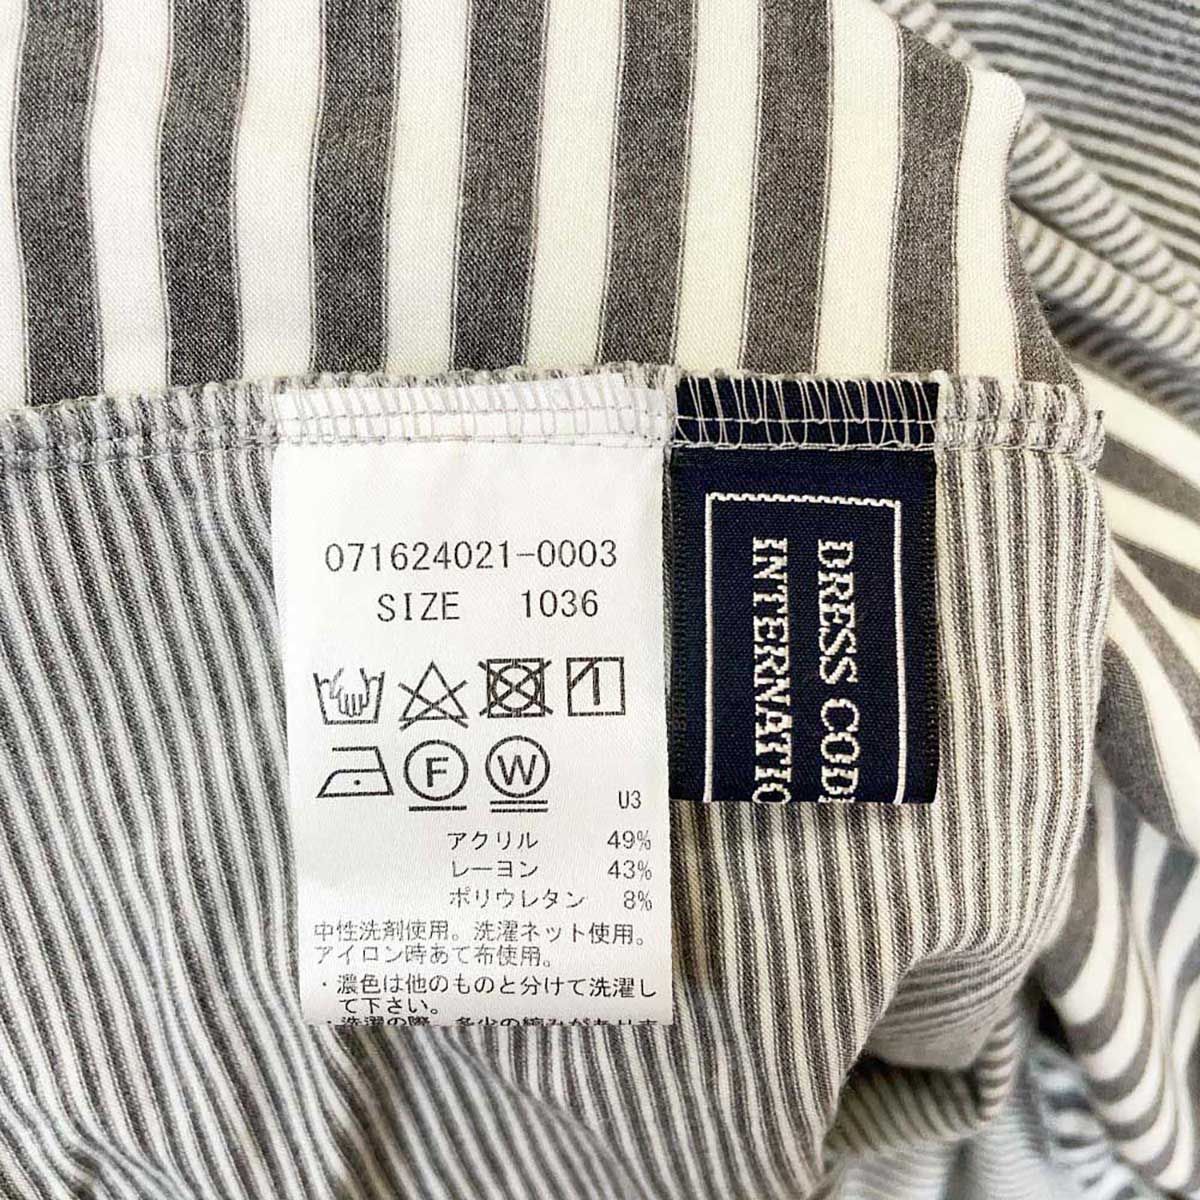 071624021-0003
SIZE 1036
1
F
W
U3
アクリル 49%
レーヨン 43%
ポリウレタン 8%
中性洗剤使用。洗濯ネット使用。
アイロン時あて布使用。
・濃色は他のものと分けて洗濯し
て下さい。
DRESS COD
INTERNATIO